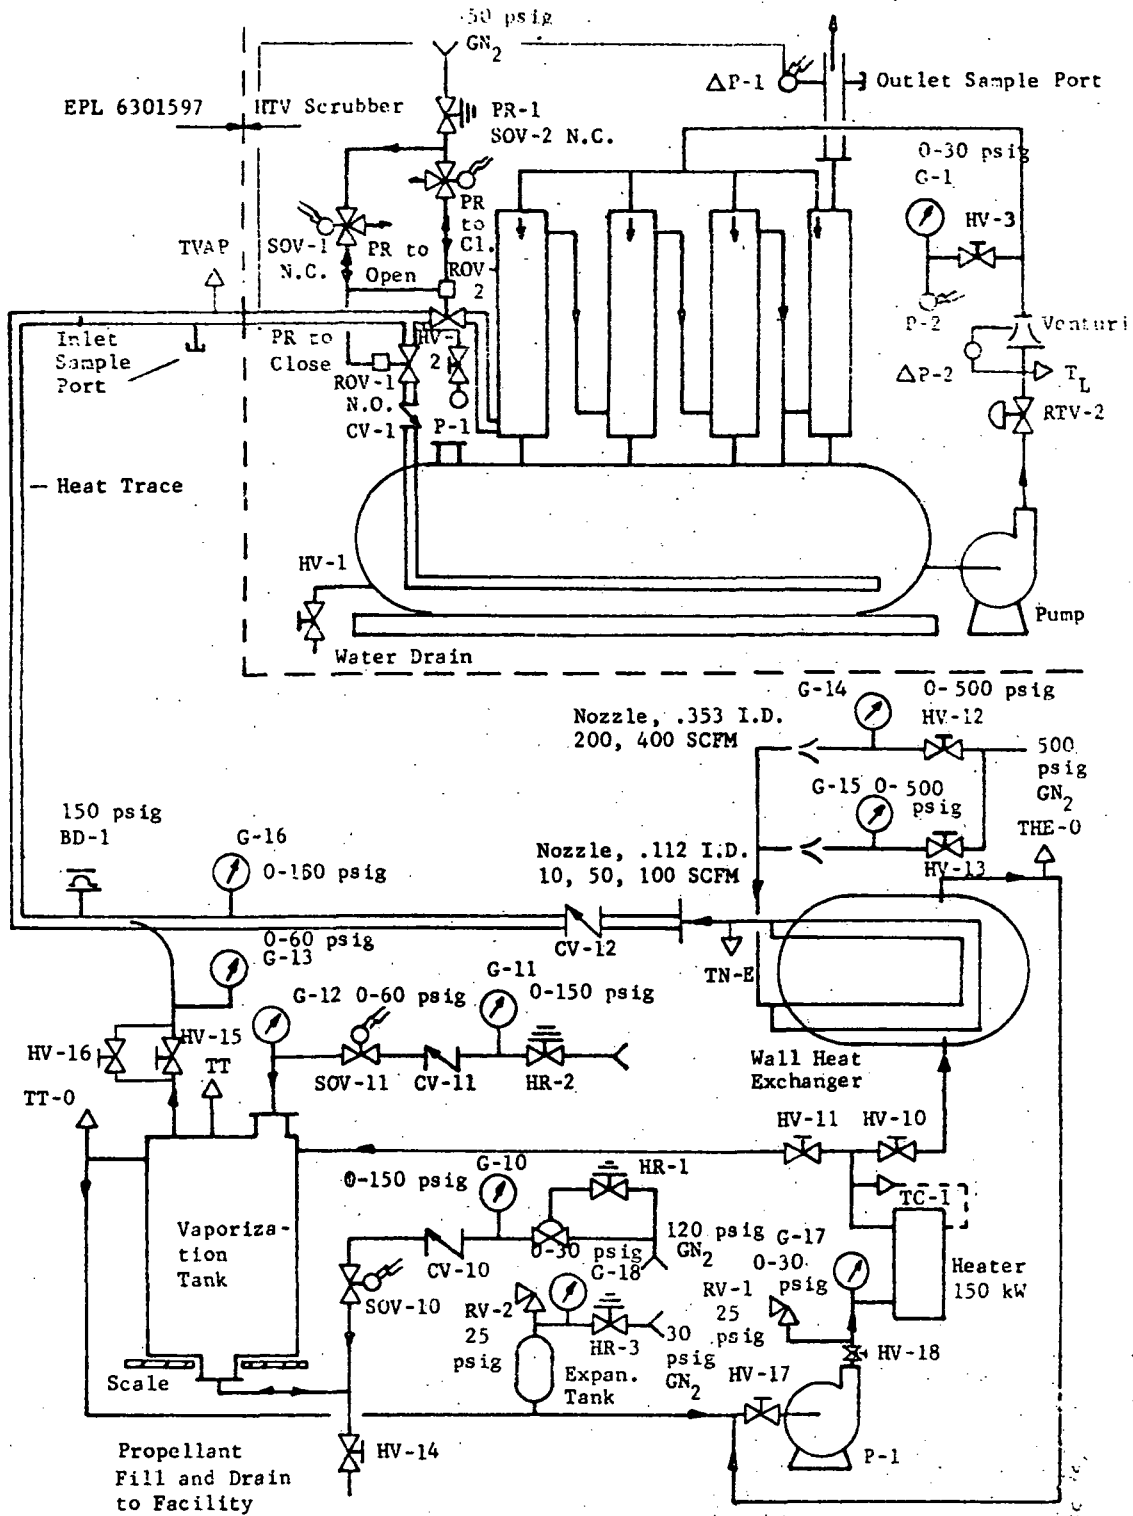 50 psig
GN2
ΔP-1
Outlet Sample Port
EPL 6301597
HTV Scrubber
PR-1
SOV-2 N.C.
0-30 psig
G-1
HV-3
PR
to
Cl.
ROV-
2
TVAP
SOV-1
N.C.
PR to
Open
P-2
Venturi
Inlet
Sample
Port
PR to
Close
HV-
2
ΔP-2
TL
ROV-1
N.O.
CV-1
P-1
RTV-2
Heat Trace
HV-1
Pump
Water Drain
G-14
0-500 psig
HV-12
Nozzle, .353 I.D.
200, 400 SCFM
500
psig
GN2
G-15 0-500
psig
THE-O
150 psig
BD-1
G-16
0-160 psig
Nozzle, .112 I.D.
10, 50, 100 SCFM
HV-13
CV-12
TN-E
0-60 psig
G-13
G-11
0-150 psig
G-12 0-60 psig
HV-16
HV-15
TT
SOV-11
CV-11
HR-2
Wall Heat
Exchanger
TT-O
HV-11
HV-10
G-10
0-150 psig
HR-1
TC-1
Vaporiza-
tion
Tank
120 psig
GN2
G-17
0-30
psig
CV-10
0-30 psig
G-18
Heater
150 kW
SOV-10
RV-2
25
psig
RV-1
25
psig
HR-3
30
psig
GN2
HV-18
Scale
Expan.
Tank
HV-17
HV-14
P-1
Propellant
Fill and Drain
to Facility